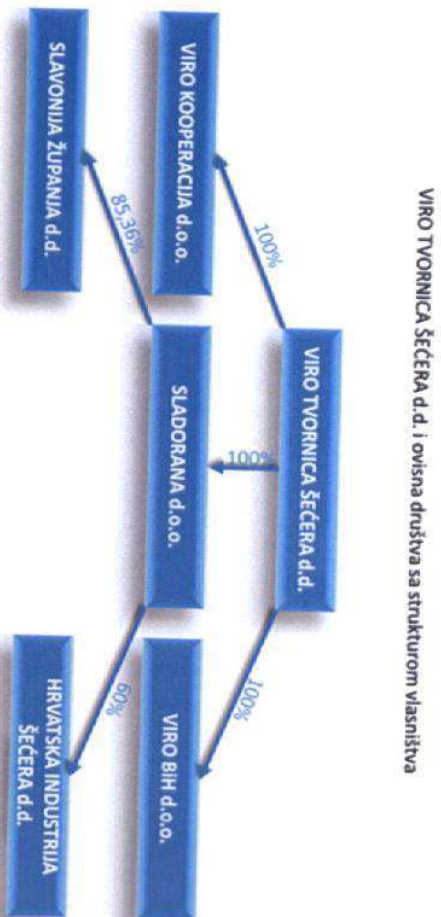 VIRO TVORNICA ŠEĆERA d.d. i ovisna društva sa strukturom vlasništva
VIRO TVORNICA ŠEĆERA d.d.
100%
100%
100%
VIRO KOOPERACIJA d.o.o.
SLADORANA d.o.o.
VIRO BiH d.o.o.
85,36%
60%
SLAVONIJA ŽUPANJA d.d.
HRVATSKA INDUSTRIJA
ŠEĆERA d.d.